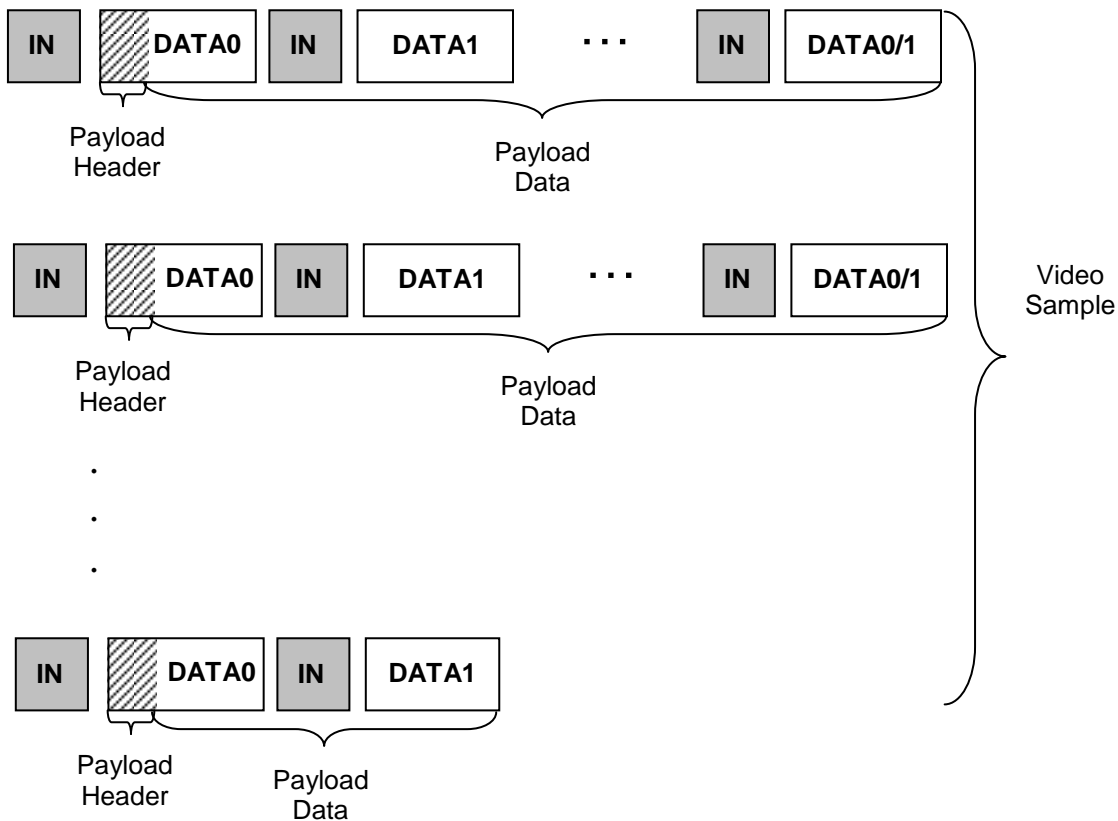 IN DATA0 IN DATA1 . . . IN DATA0/1
Payload
Header
Payload
Data
IN DATA0 IN DATA1 . . . IN DATA0/1
Video
Sample
Payload
Header
Payload
Data
.
.
.
IN DATA0 IN DATA1
Payload
Header
Payload
Data